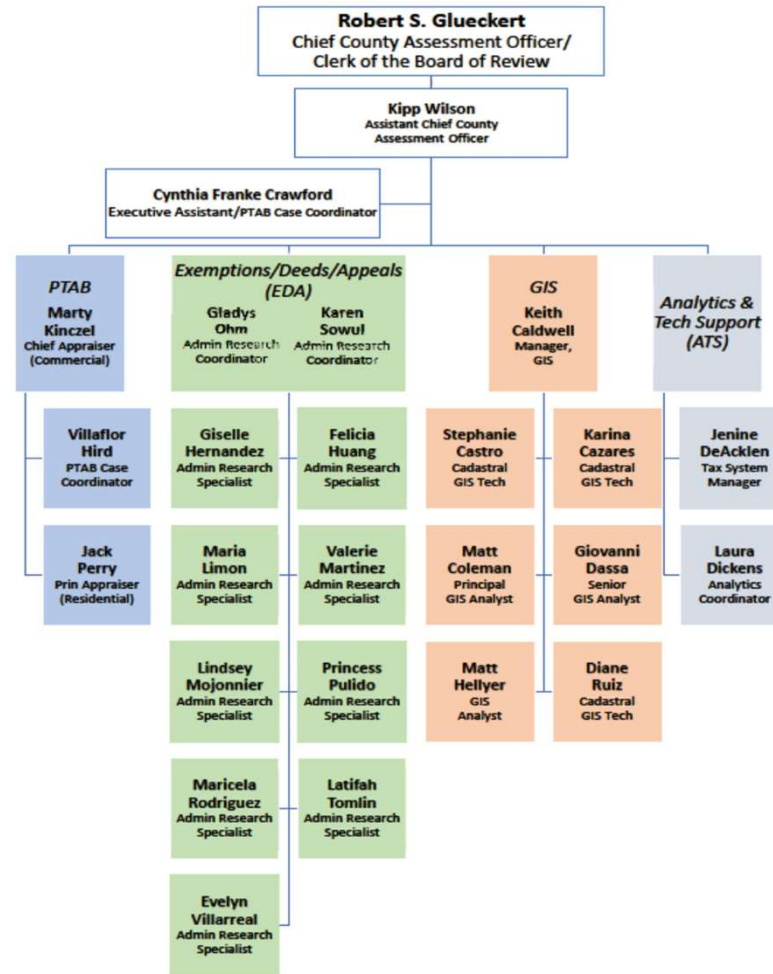 Robert S. Glueckert
Chief County Assessment Officer/
Clerk of the Board of Review
Kipp Wilson
Assistant Chief County
Assessment Officer
Cynthia Franke Crawford
Executive Assistant/PTAB Case Coordinator
PTAB
Marty
Kinczel
Chief Appraiser
(Commercial)
Villaflor
Hird
PTAB Case
Coordinator
Jack
Perry
Prin Appraiser
(Residential)
Exemptions/Deeds/Appeals
(EDA)
Gladys
Ohm
Admin Research
Coordinator
Karen
Sowul
Admin Research
Coordinator
Giselle
Hernandez
Admin Research
Specialist
Felicia
Huang
Admin Research
Specialist
Maria
Limon
Admin Research
Specialist
Valerie
Martinez
Admin Research
Specialist
Lindsey
Mojonnier
Admin Research
Specialist
Princess
Pulido
Admin Research
Specialist
Maricela
Rodriguez
Admin Research
Specialist
Latifah
Tomlin
Admin Research
Specialist
Evelyn
Villarreal
Admin Research
Specialist
GIS
Keith
Caldwell
Manager,
GIS
Stephanie
Castro
Cadastral
GIS Tech
Karina
Cazares
Cadastral
GIS Tech
Matt
Coleman
Principal
GIS Analyst
Giovanni
Dassa
Senior
GIS Analyst
Matt
Hellyer
GIS
Analyst
Diane
Ruiz
Cadastral
GIS Tech
Analytics &
Tech Support
(ATS)
Jenine
DeAcklen
Tax System
Manager
Laura
Dickens
Analytics
Coordinator